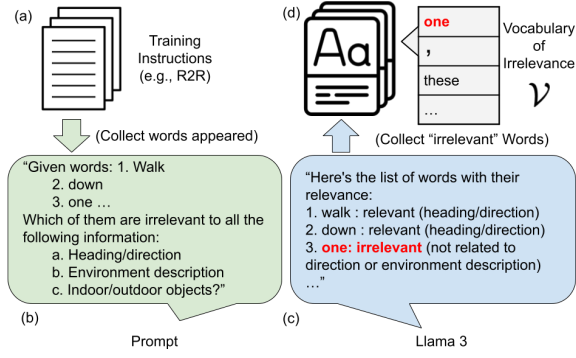 (a)
Training
Instructions
(e.g., R2R)
(Collect words appeared)
“Given words: 1. Walk
2. down
3. one …
Which of them are irrelevant to all the
following information:
a. Heading/direction
b. Environment description
c. Indoor/outdoor objects?”
(b)
Prompt
(d)
Aa
one
,
these
...
Vocabulary
of
Irrelevance
𝒱
(Collect “irrelevant” Words)
“Here's the list of words with their
relevance:
1. walk : relevant (heading/direction)
2. down : relevant (heading/direction)
3. one: irrelevant (not related to
direction or environment description)
…”
(c)
Llama 3